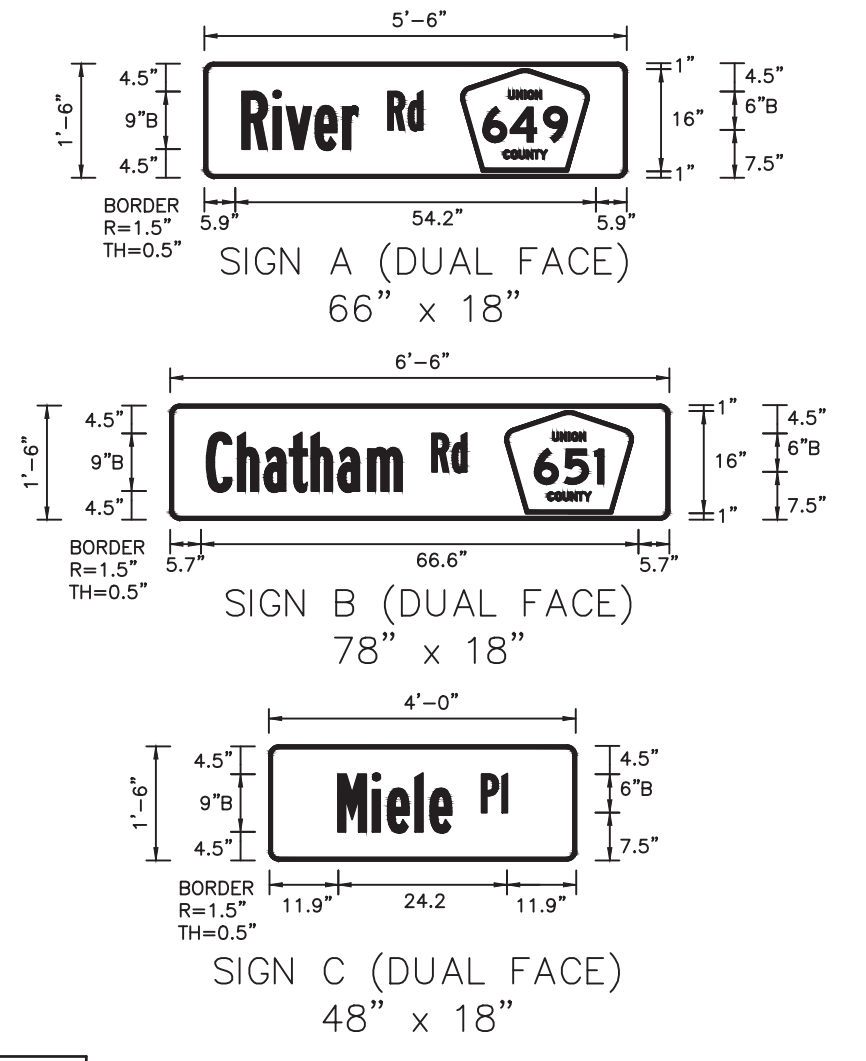 5'-6"
1'-6"
4.5"
9"B
4.5"
River Rd
UNION
649
COUNTY
1"
16"
1"
4.5"
6"B
7.5"
BORDER
R=1.5"
TH=0.5"
5.9"
54.2"
5.9"
SIGN A (DUAL FACE)
66" x 18"
6'-6"
1'-6"
4.5"
9"B
4.5"
Chatham Rd
UNION
651
COUNTY
1"
16"
1"
4.5"
6"B
7.5"
BORDER
R=1.5"
TH=0.5"
5.7"
66.6"
5.7"
SIGN B (DUAL FACE)
78" x 18"
4'-0"
1'-6"
4.5"
9"B
4.5"
Miele Pl
4.5"
6"B
7.5"
BORDER
R=1.5"
TH=0.5"
11.9"
24.2
11.9"
SIGN C (DUAL FACE)
48" x 18"